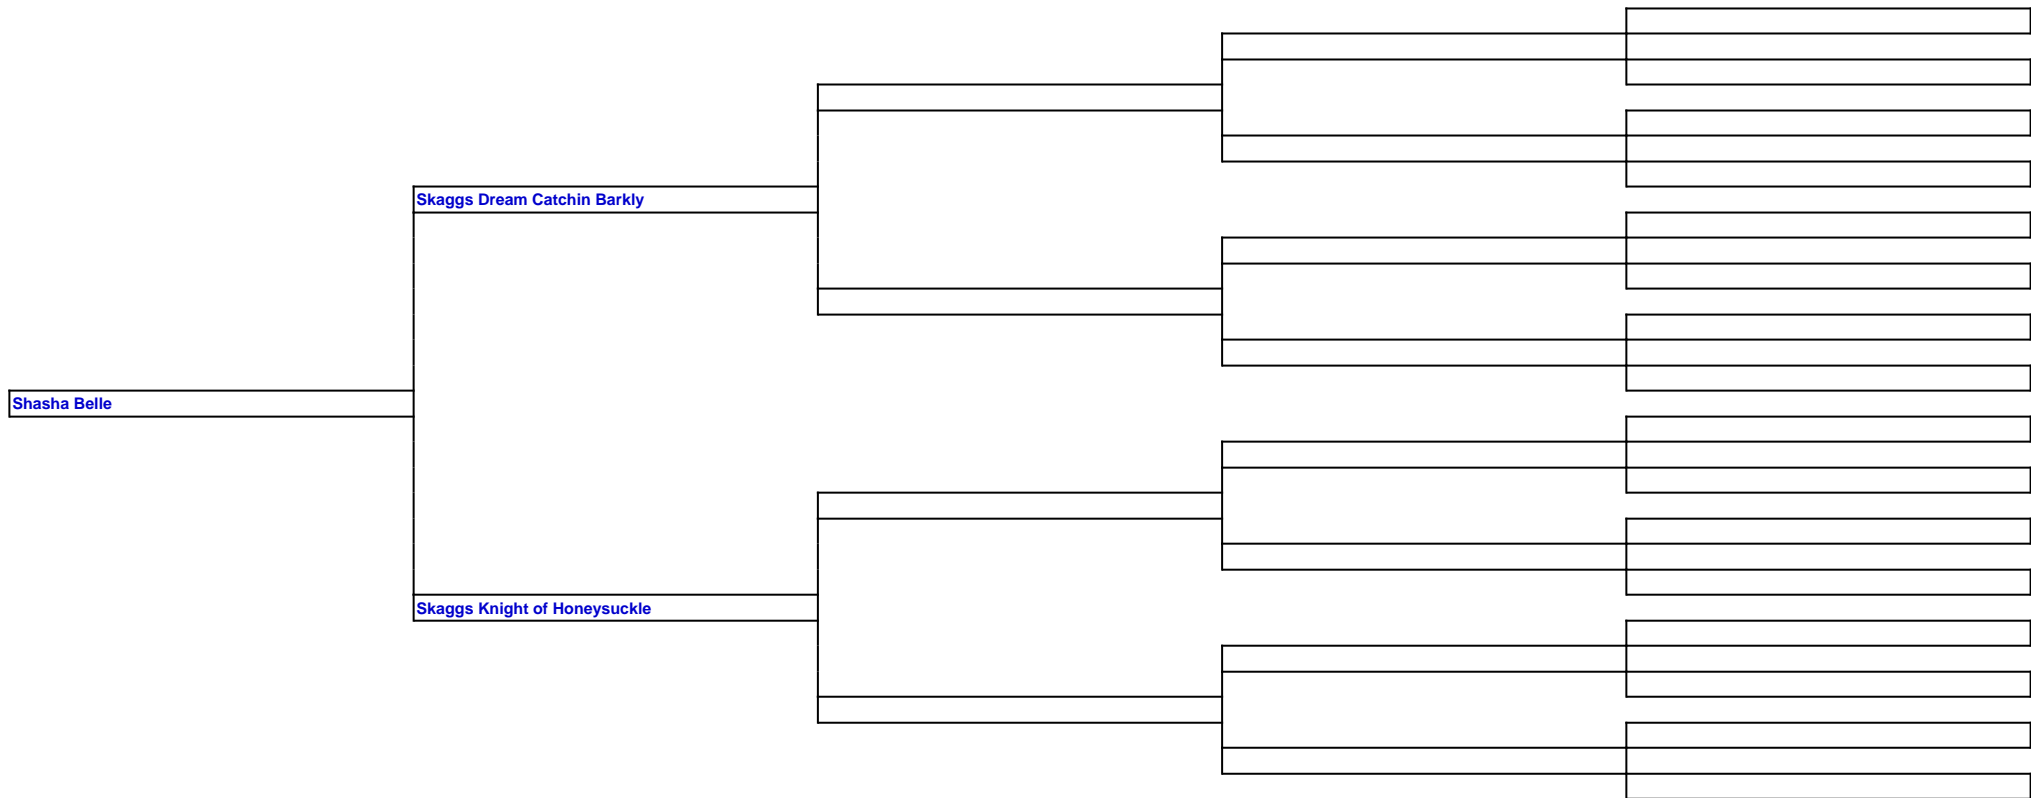 Skaggs Dream Catchin Barkly
Shasha Belle
Skaggs Knight of Honeysuckle